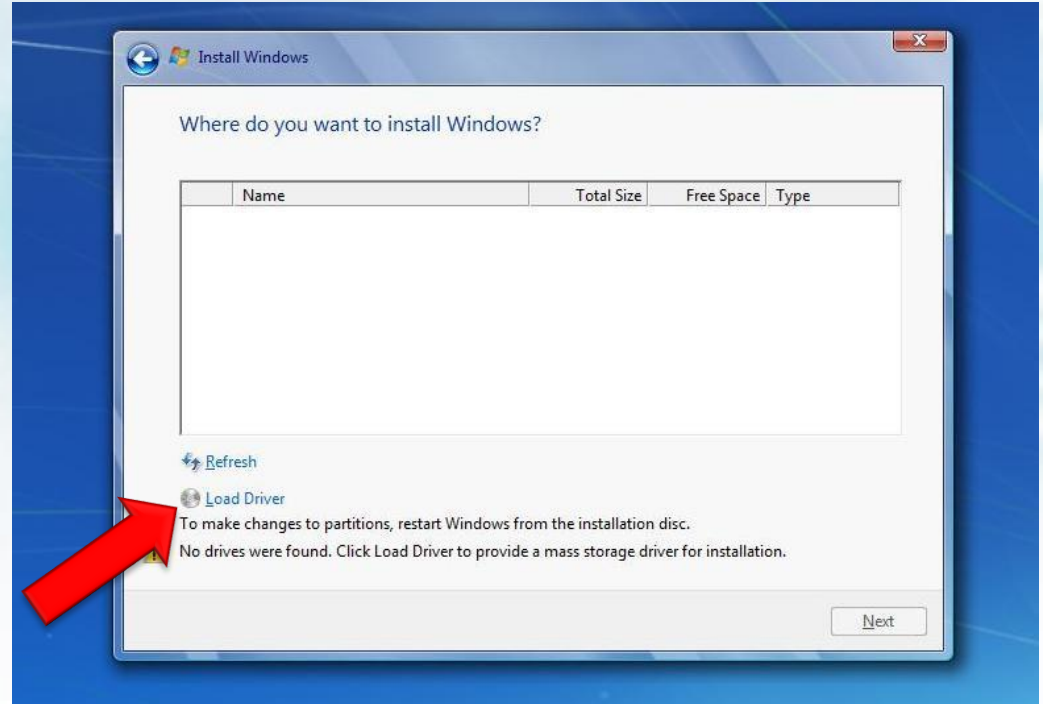 Install Windows
Where do you want to install Windows?
Name Total Size Free Space Type
Refresh
Load Driver
To make changes to partitions, restart Windows from the installation disc.
No drives were found. Click Load Driver to provide a mass storage driver for installation.
Next